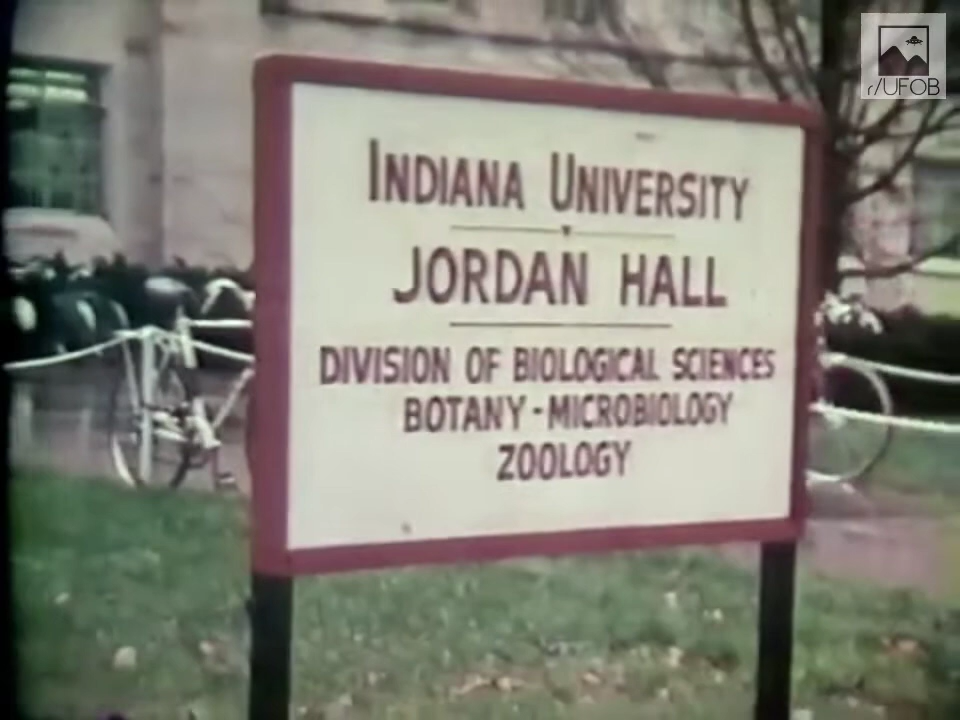 r/UFOB
INDIANA UNIVERSITY
JORDAN HALL
DIVISION OF BIOLOGICAL SCIENCES
BOTANY - MICROBIOLOGY
ZOOLOGY